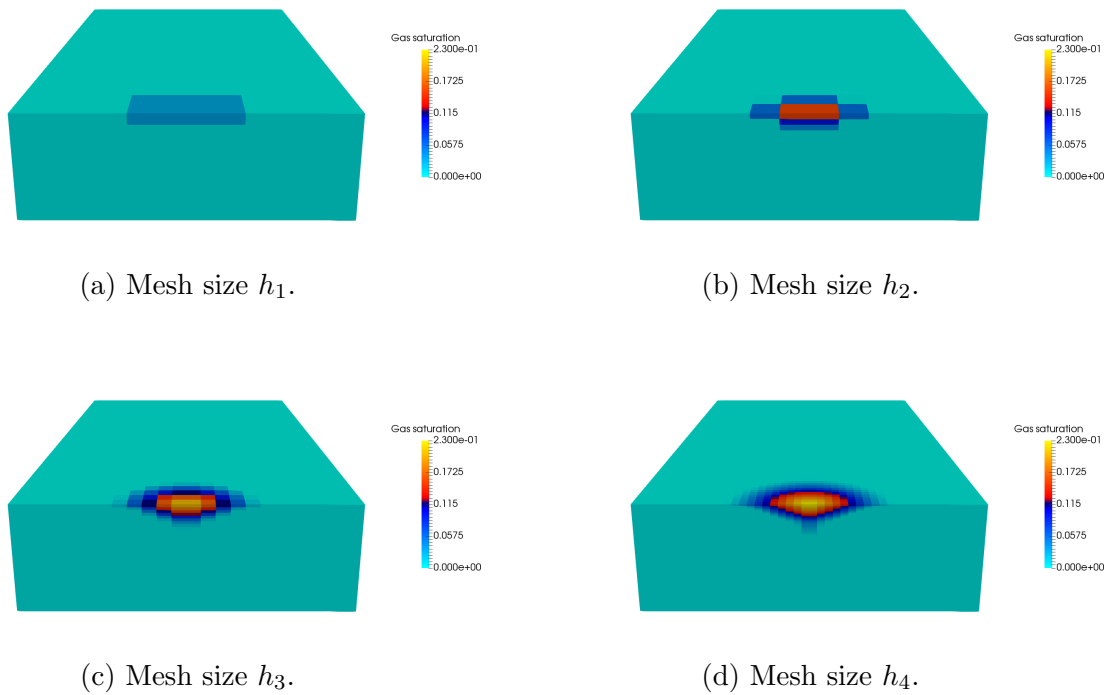 Gas saturation
2.300e-01
0.1725
0.115
0.0575
0.000e+00
(a) Mesh size h₁.
Gas saturation
2.300e-01
0.1725
0.115
0.0575
0.000e+00
(b) Mesh size h₂.
Gas saturation
2.300e-01
0.1725
0.115
0.0575
0.000e+00
(c) Mesh size h₃.
Gas saturation
2.300e-01
0.1725
0.115
0.0575
0.000e+00
(d) Mesh size h₄.